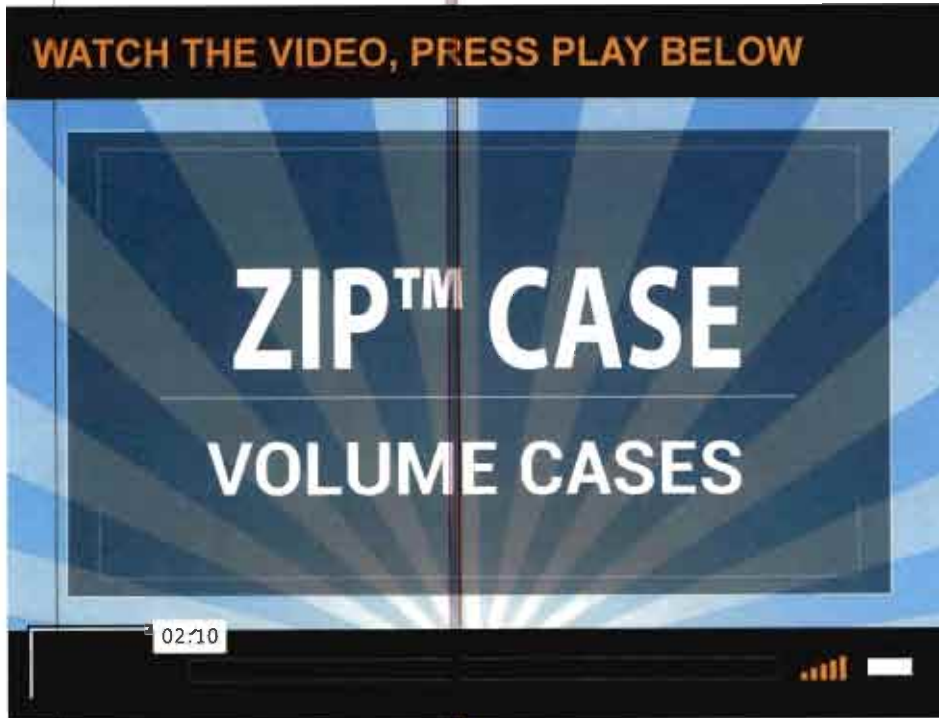 WATCH THE VIDEO, PRESS PLAY BELOW
ZIP™ CASE
VOLUME CASES
02:10